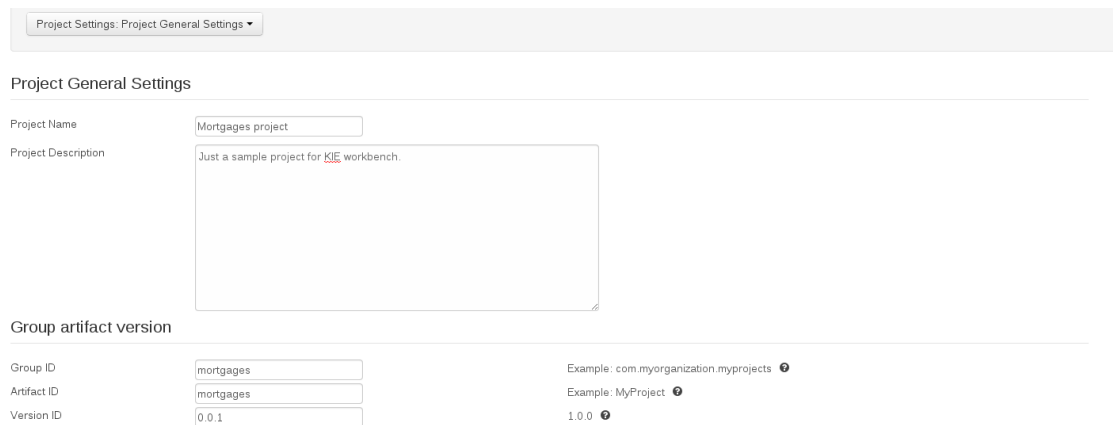 Project Settings: Project General Settings
Project General Settings
Project Name Mortgages project
Project Description Just a sample project for KIE workbench.
Group artifact version
Group ID mortgages Example: com.myorganization.myprojects
Artifact ID mortgages Example: MyProject
Version ID 0.0.1 1.0.0